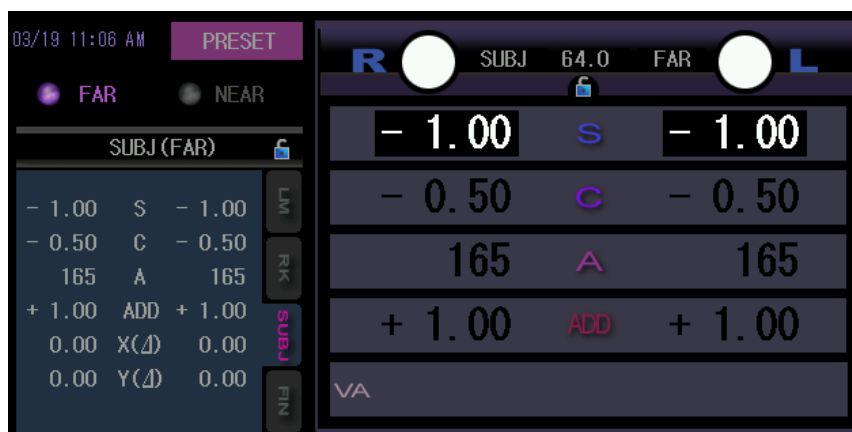 03/19 11:06 AM PRESET
FAR NEAR
SUBJ(FAR)
- 1.00 S - 1.00
- 0.50 C - 0.50
165 A 165
+ 1.00 ADD + 1.00
0.00 X(Δ) 0.00
0.00 Y(Δ) 0.00
LM
RK
SUBJ
FIN
R SUBJ 64.0 FAR L
- 1.00 S - 1.00
- 0.50 C - 0.50
165 A 165
+ 1.00 ADD + 1.00
VA